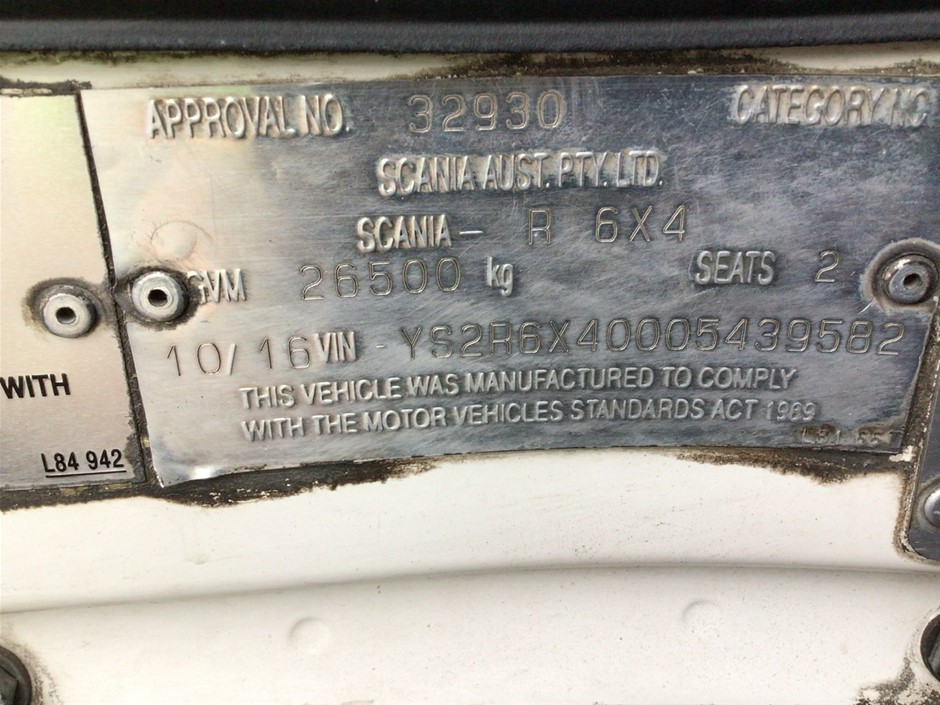 APPROVAL NO. 32930 CATEGORY NC
SCANIA AUST. PTY. LTD.
SCANIA - R 6X4
GVM 26500 kg SEATS 2
10/16 VIN - YS2R6X40005439582
THIS VEHICLE WAS MANUFACTURED TO COMPLY
WITH THE MOTOR VEHICLES STANDARDS ACT 1989
WITH
L84 942